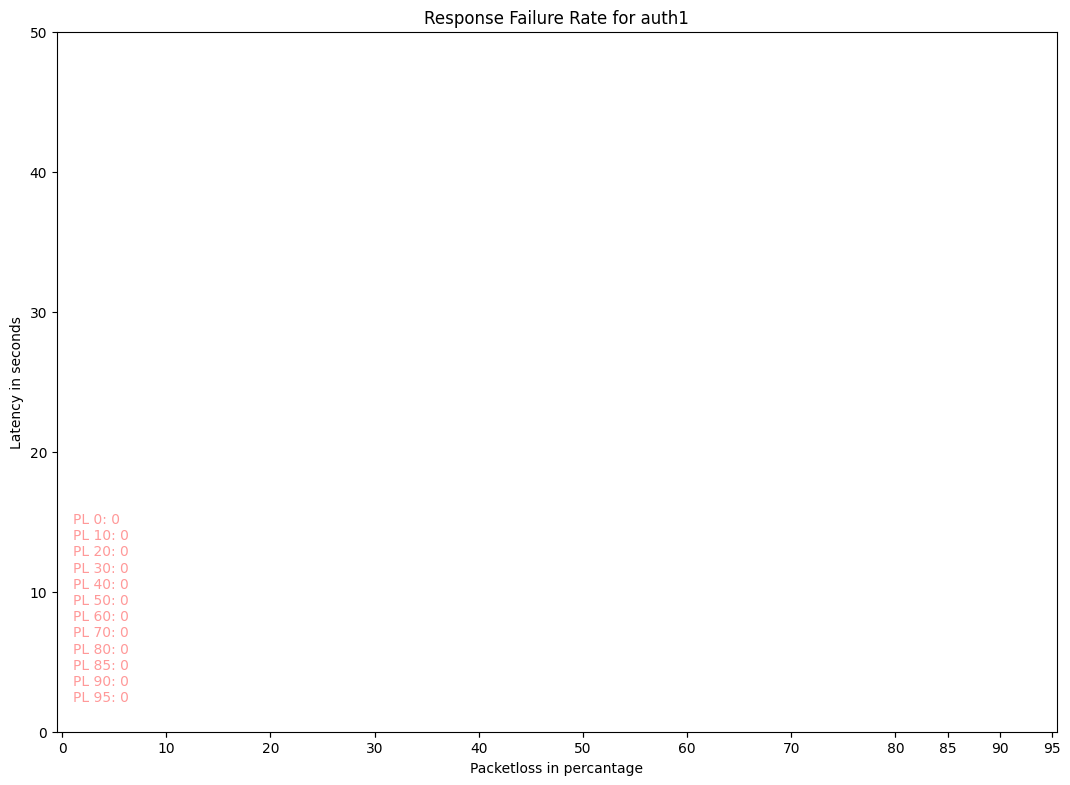 Response Failure Rate for auth1
50
40
30
20
10
0
Latency in seconds
PL 0: 0
PL 10: 0
PL 20: 0
PL 30: 0
PL 40: 0
PL 50: 0
PL 60: 0
PL 70: 0
PL 80: 0
PL 85: 0
PL 90: 0
PL 95: 0
0 10 20 30 40 50 60 70 80 85 90 95
Packetloss in percantage